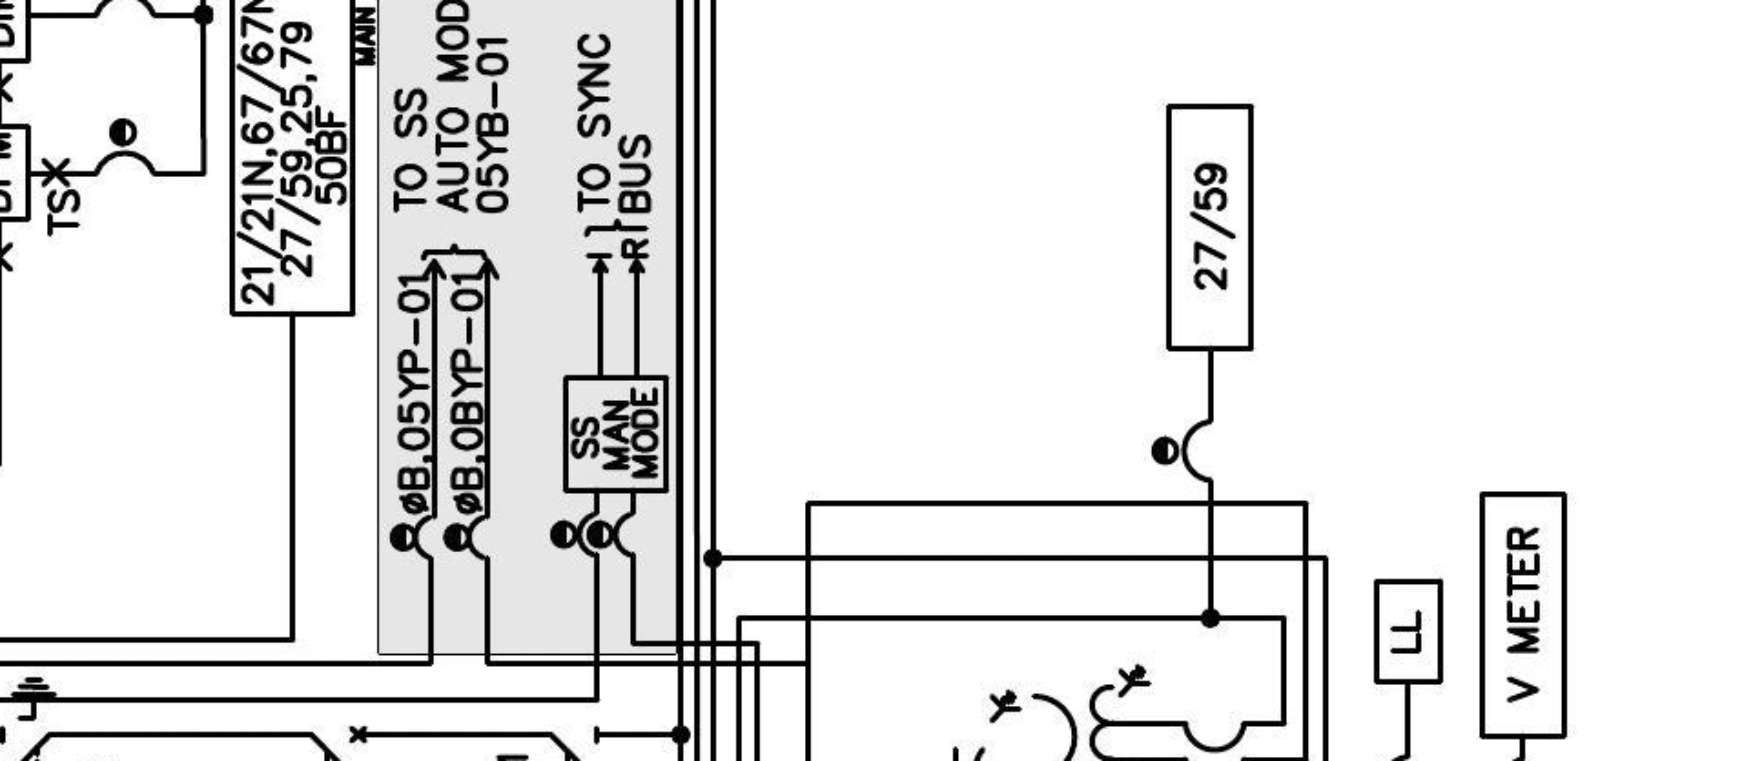 TS
21/21N,67/67N
27/59,25,79
50BF
MAIN
TO SS
AUTO MOD
05YB-01
TO SYNC
BUS
I
R
øB,05YP-01
øB,0BYP-01
SS
MAN
MODE
27/59
LL
V METER